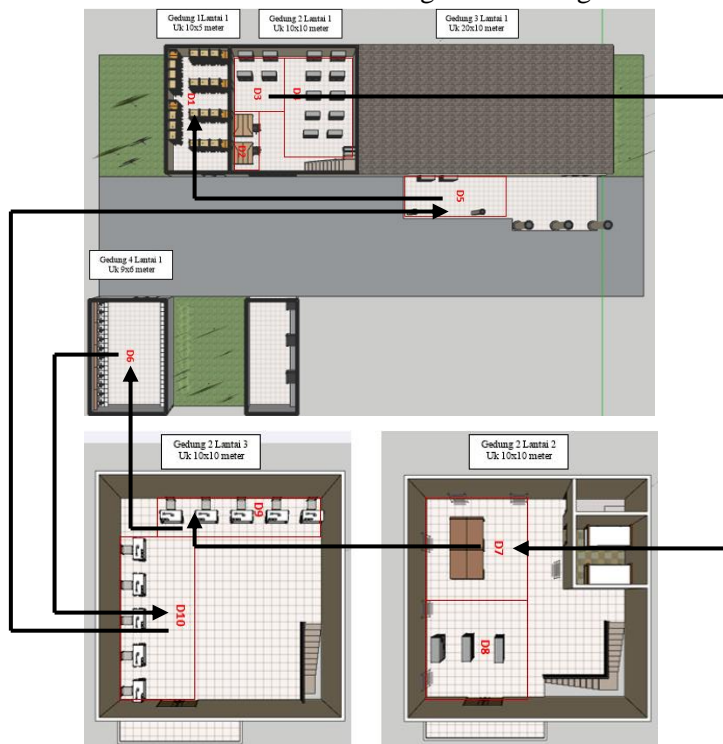 Gedung 1Lantai 1
Uk 10x5 meter
Gedung 2 Lantai 1
Uk 10x10 meter
Gedung 3 Lantai 1
Uk 20x10 meter
D1
D3
D2
D5
Gedung 4 Lantai 1
Uk 9x6 meter
D6
Gedung 2 Lantai 3
Uk 10x10 meter
Gedung 2 Lantai 2
Uk 10x10 meter
D9
D7
D10
D8